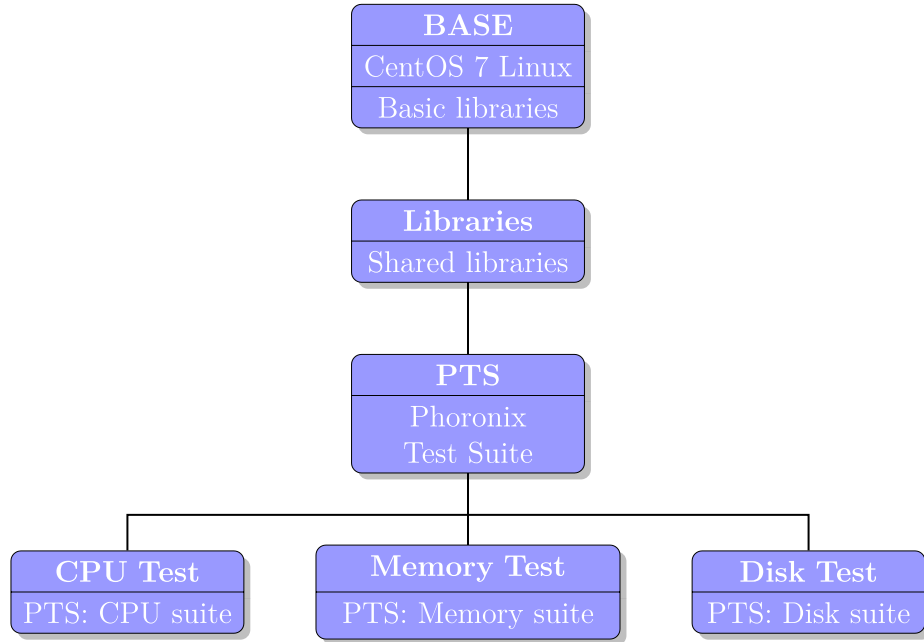 BASE
CentOS 7 Linux
Basic libraries
Libraries
Shared libraries
PTS
Phoronix
Test Suite
CPU Test
PTS: CPU suite
Memory Test
PTS: Memory suite
Disk Test
PTS: Disk suite